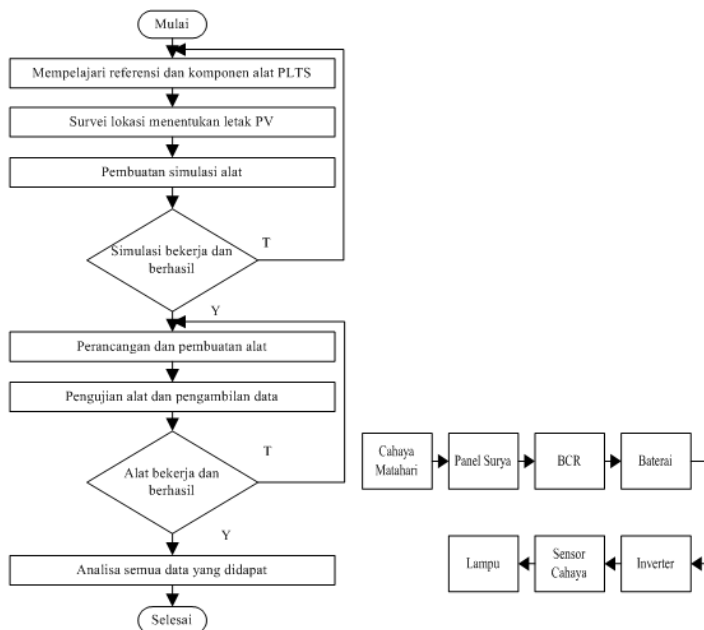 Mulai
Mempelajari referensi dan komponen alat PLTS
Survei lokasi menentukan letak PV
Pembuatan simulasi alat
Simulasi bekerja dan
berhasil
T
Y
Perancangan dan pembuatan alat
Pengujian alat dan pengambilan data
Alat bekerja dan
berhasil
T
Y
Analisa semua data yang didapat
Selesai
Cahaya
Matahari
Panel Surya
BCR
Baterai
Lampu
Sensor
Cahaya
Inverter